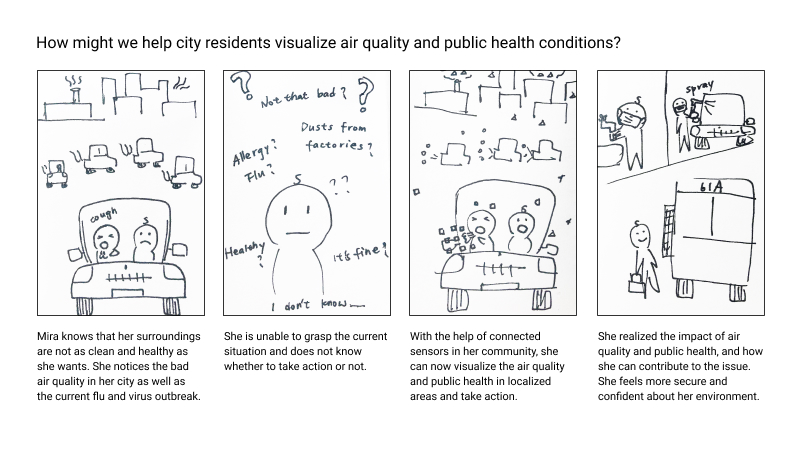 How might we help city residents visualize air quality and public health conditions?
cough
Not that bad?
Dusts from
factories?
Allergy?
Flu?
??
Healthy
?
It's fine?
I don't know
spray
61A
Mira knows that her surroundings
are not as clean and healthy as
she wants. She notices the bad
air quality in her city as well as
the current flu and virus outbreak.
She is unable to grasp the current
situation and does not know
whether to take action or not.
With the help of connected
sensors in her community, she
can now visualize the air quality
and public health in localized
areas and take action.
She realized the impact of air
quality and public health, and how
she can contribute to the issue.
She feels more secure and
confident about her environment.